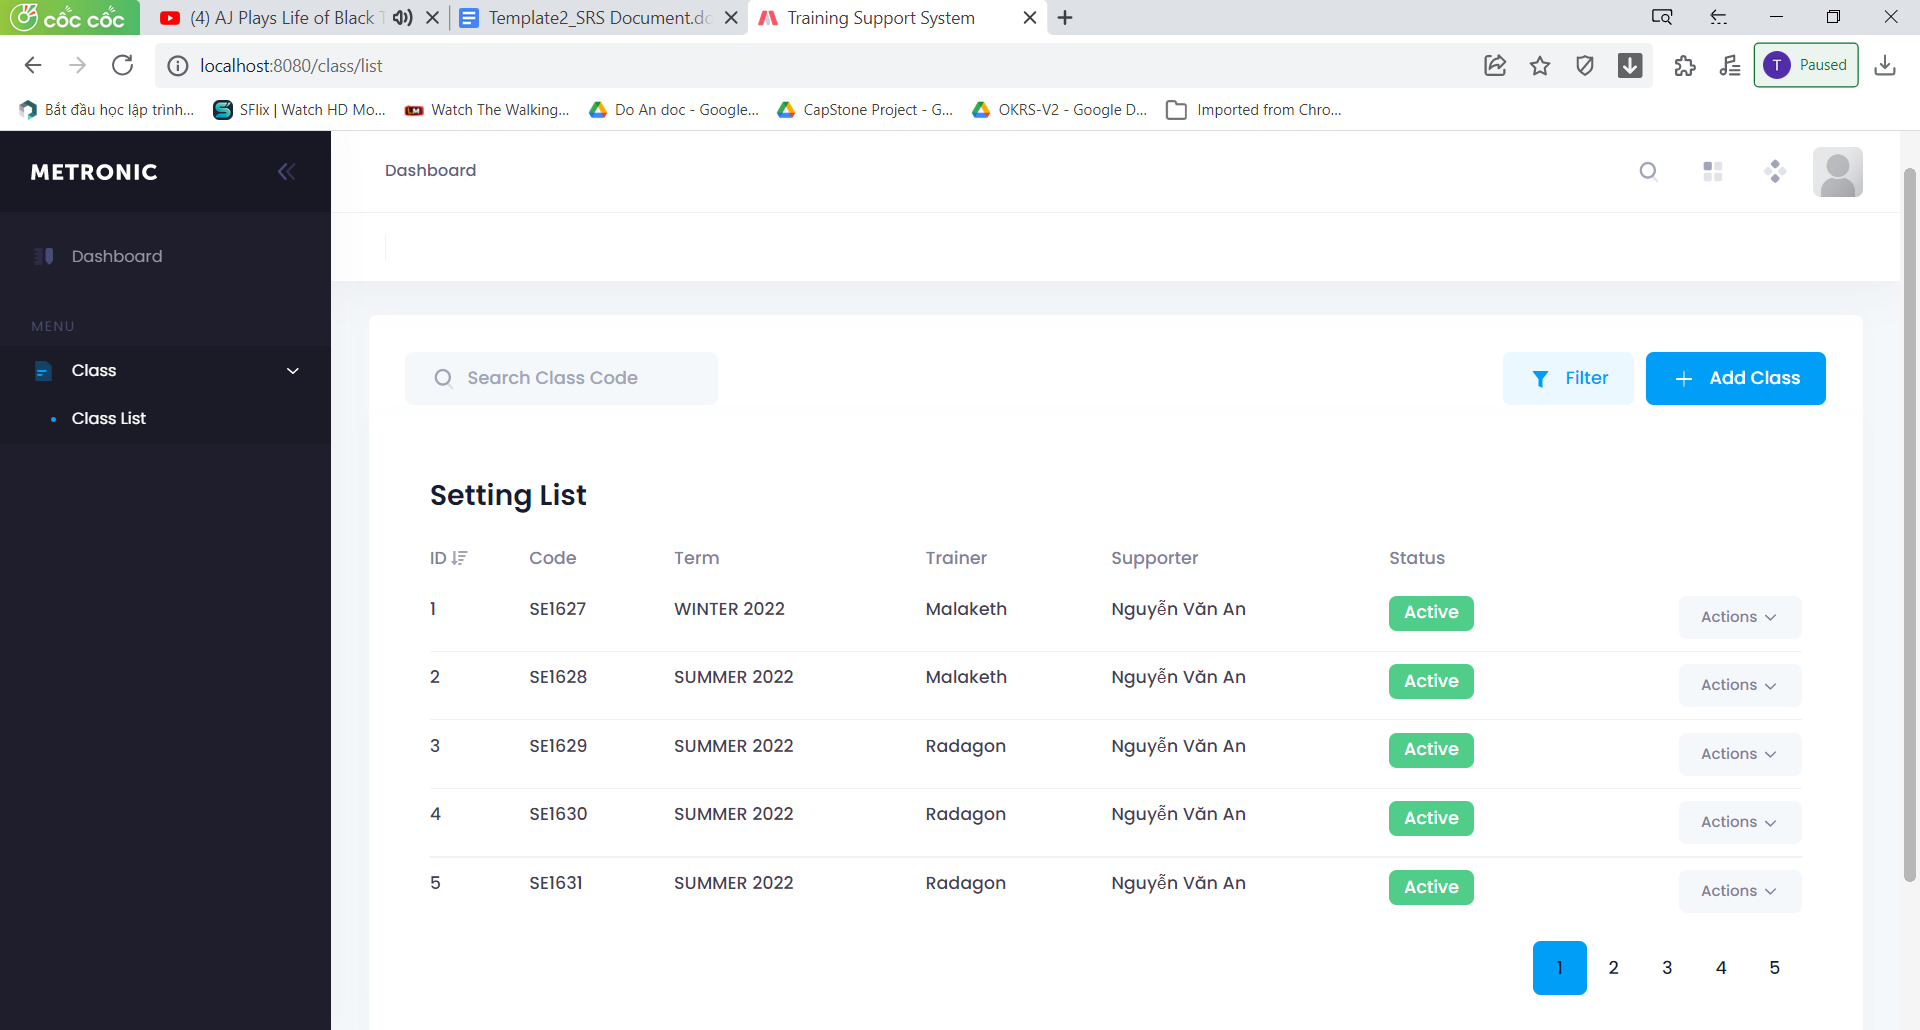 cốc cốc
(4) AJ Plays Life of Black T
Template2_SRS Document.do
Training Support System
localhost:8080/class/list
T Paused
Bắt đầu học lập trình...
SFlix | Watch HD Mo...
Watch The Walking...
Do An doc - Google...
CapStone Project - G...
OKRS-V2 - Google D...
Imported from Chro...
METRONIC
Dashboard
Dashboard
MENU
Class
Class List
Search Class Code
Filter
Add Class
Setting List
ID Code Term Trainer Supporter Status
1 SE1627 WINTER 2022 Malaketh Nguyễn Văn An Active Actions
2 SE1628 SUMMER 2022 Malaketh Nguyễn Văn An Active Actions
3 SE1629 SUMMER 2022 Radagon Nguyễn Văn An Active Actions
4 SE1630 SUMMER 2022 Radagon Nguyễn Văn An Active Actions
5 SE1631 SUMMER 2022 Radagon Nguyễn Văn An Active Actions
1 2 3 4 5